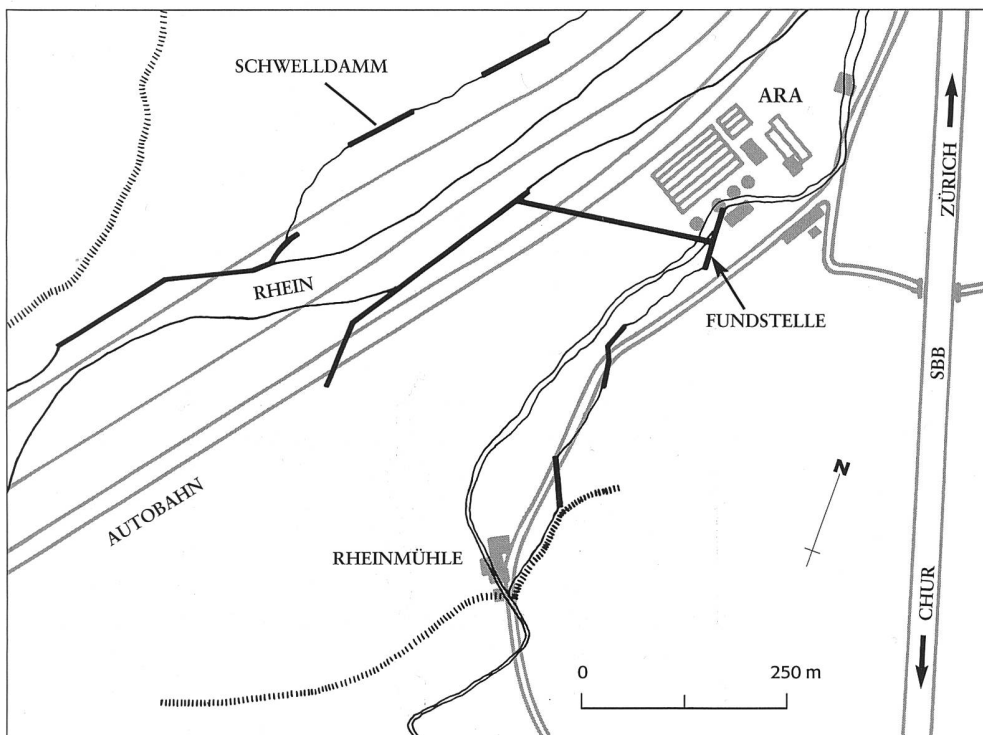 SCHWELLDAMM
ARA
ZÜRICH
RHEIN
FUNDSTELLE
SBB
AUTOBAHN
N
RHEINMÜHLE
CHUR
0 250 m